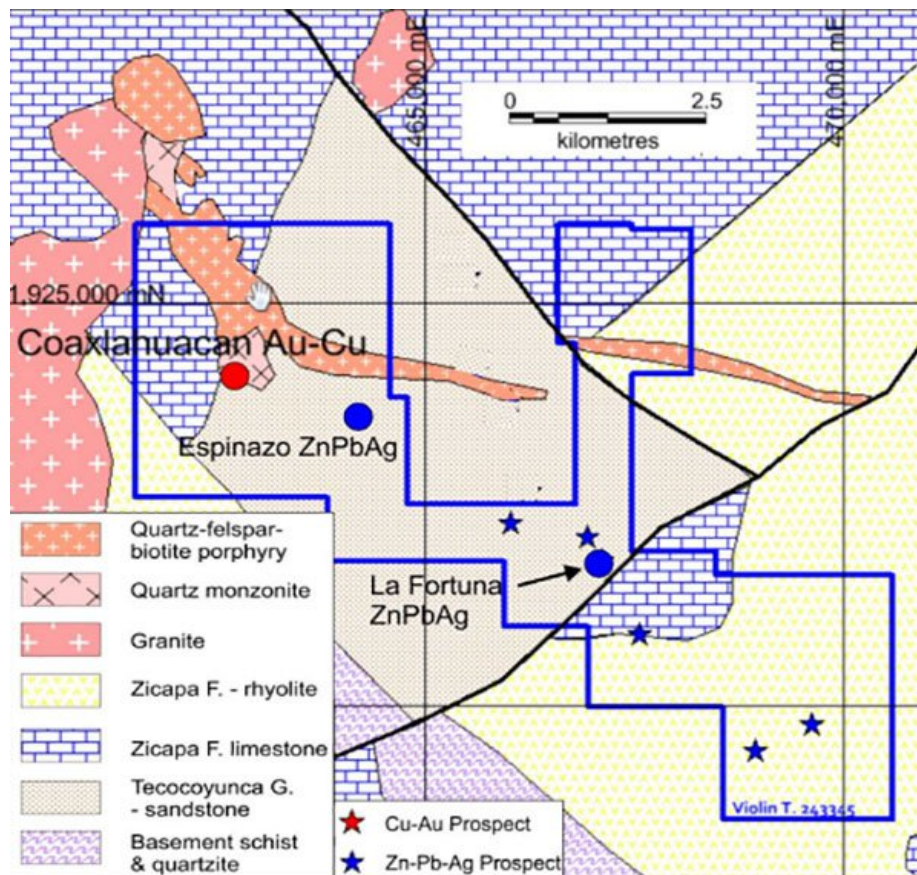 465,000 mE
470,000 mE
0 2.5
kilometres
1,925,000 mN
Coaxlanuacan Au-Cu
Espinazo ZnPbAg
La Fortuna
ZnPbAg
Quartz-felspar-
biotite porphyry
Quartz monzonite
Granite
Zicapa F. - rhyolite
Zicapa F. limestone
Tecocoyunca G.
- sandstone
Basement schist
& quartzite
Cu-Au Prospect
Zn-Pb-Ag Prospect
Violin T. 243345